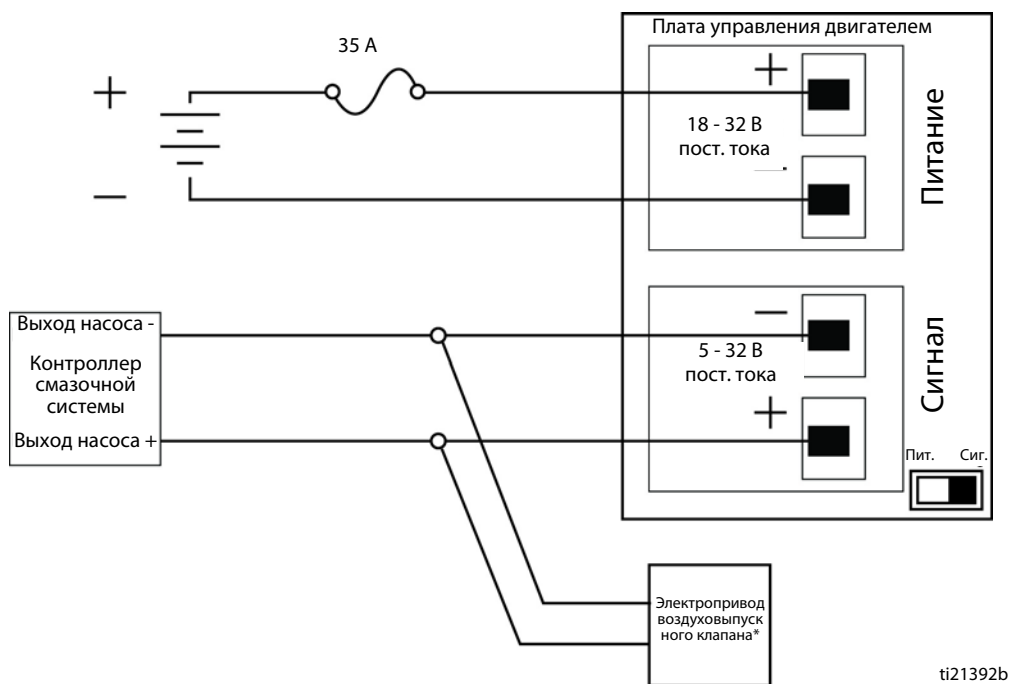 Плата управления двигателем
35 А
+
+
18 - 32 В
пост. тока
Питание
-
—
Выход насоса -
Контроллер
смазочной
системы
Выход насоса +
—
5 - 32 В
пост. тока
+
Сигнал
Пит. Сиг.
Электропривод
воздуховыпуск
ного клапана*
ti21392b